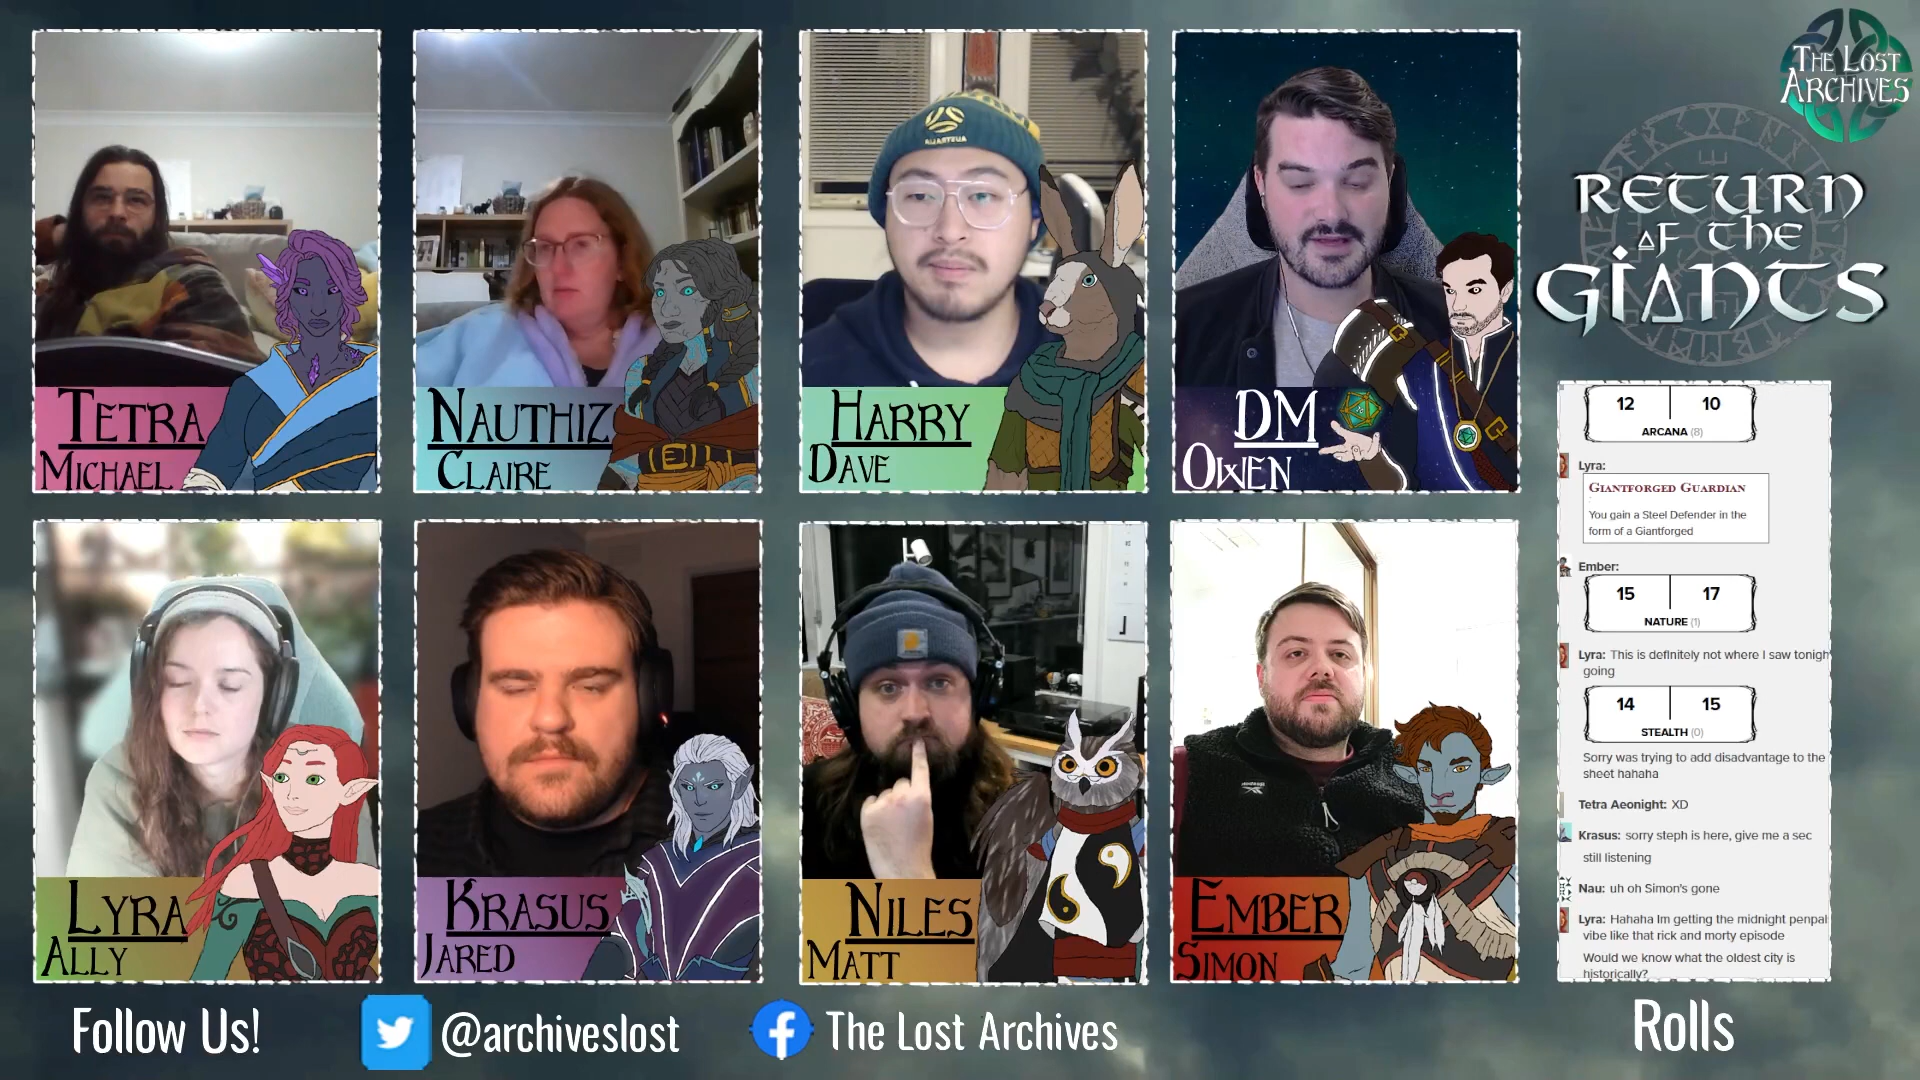 TETRA
MICHAEL
NAUTHIZ
CLAIRE
AUSTRALIA
HARRY
DAVE
DM
OWEN
THE LOST
ARCHIVES
RETURN
OF THE
GIANTS
LYRA
ALLY
KRASUS
JARED
NILES
MATT
EMBER
SIMON
12 10
ARCANA (8)
Lyra:
GIANTFORGED GUARDIAN
You gain a Steel Defender in the
form of a Giantforged
Ember:
15 17
NATURE (1)
Lyra: This is definitely not where I saw tonigh
going
14 15
STEALTH (0)
Sorry was trying to add disadvantage to the
sheet hahaha
Tetra Aeonight: XD
Krasus: sorry steph is here, give me a sec
still listening
Nau: uh oh Simon's gone
Lyra: Hahaha Im getting the midnight penpal
vibe like that rick and morty episode
Would we know what the oldest city is
historically?
Follow Us!
@archiveslost
The Lost Archives
Rolls